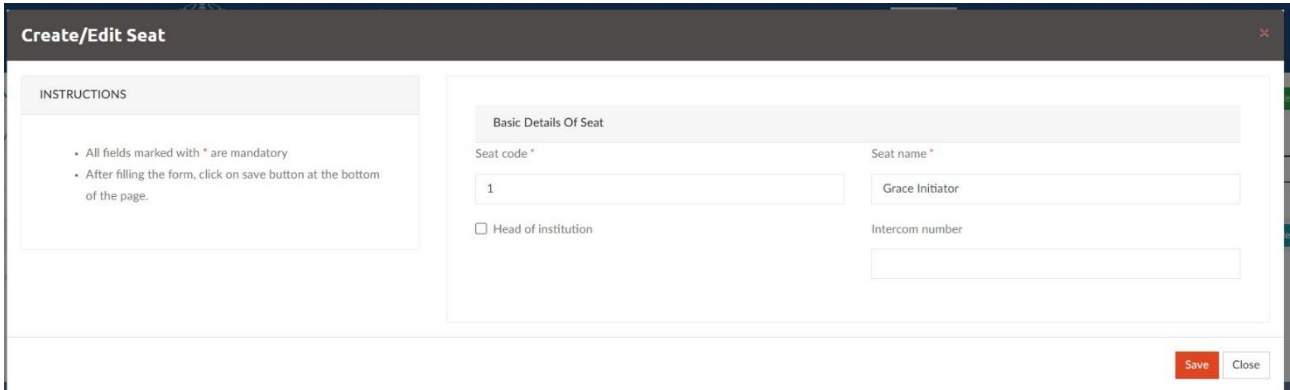 Create/Edit Seat
×
INSTRUCTIONS
• All fields marked with * are mandatory
• After filling the form, click on save button at the bottom
of the page.
Basic Details Of Seat
Seat code *
Seat name *
1
Grace Initiator
Head of institution
Intercom number
Save
Close